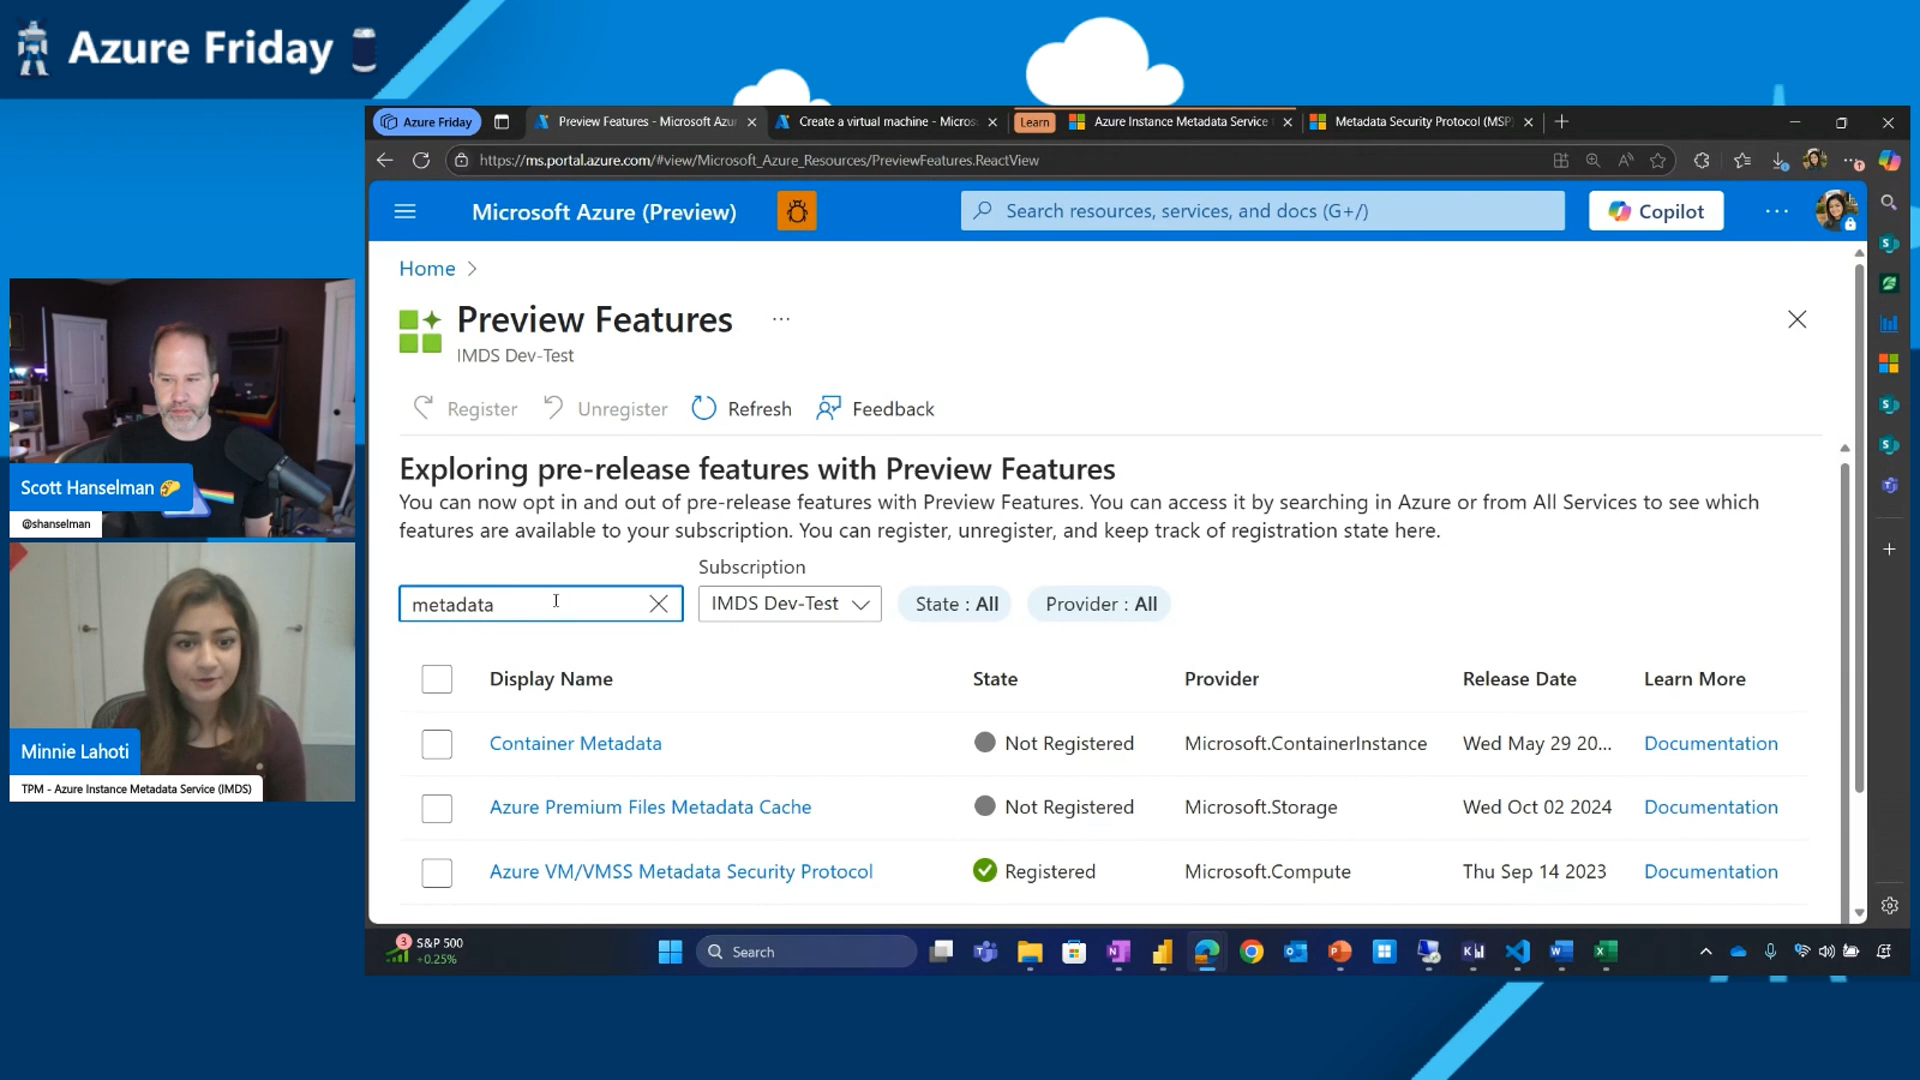 Azure Friday
Azure Friday
Preview Features - Microsoft Azur
Create a virtual machine - Micros
Learn
Azure Instance Metadata Service
Metadata Security Protocol (MSP)
https://ms.portal.azure.com/#view/Microsoft_Azure_Resources/PreviewFeatures.ReactView
Microsoft Azure (Preview)
Search resources, services, and docs (G+/)
Copilot
Home
Preview Features
IMDS Dev-Test
Register
Unregister
Refresh
Feedback
Exploring pre-release features with Preview Features
You can now opt in and out of pre-release features with Preview Features. You can access it by searching in Azure or from All Services to see which
features are available to your subscription. You can register, unregister, and keep track of registration state here.
Subscription
metadata
IMDS Dev-Test
State : All
Provider : All
Display Name State Provider Release Date Learn More
Container Metadata Not Registered Microsoft.ContainerInstance Wed May 29 20... Documentation
Azure Premium Files Metadata Cache Not Registered Microsoft.Storage Wed Oct 02 2024 Documentation
Azure VM/VMSS Metadata Security Protocol Registered Microsoft.Compute Thu Sep 14 2023 Documentation
Scott Hanselman
@shanselman
Minnie Lahoti
TPM - Azure Instance Metadata Service (IMDS)
3
S&P 500
+0.25%
Search